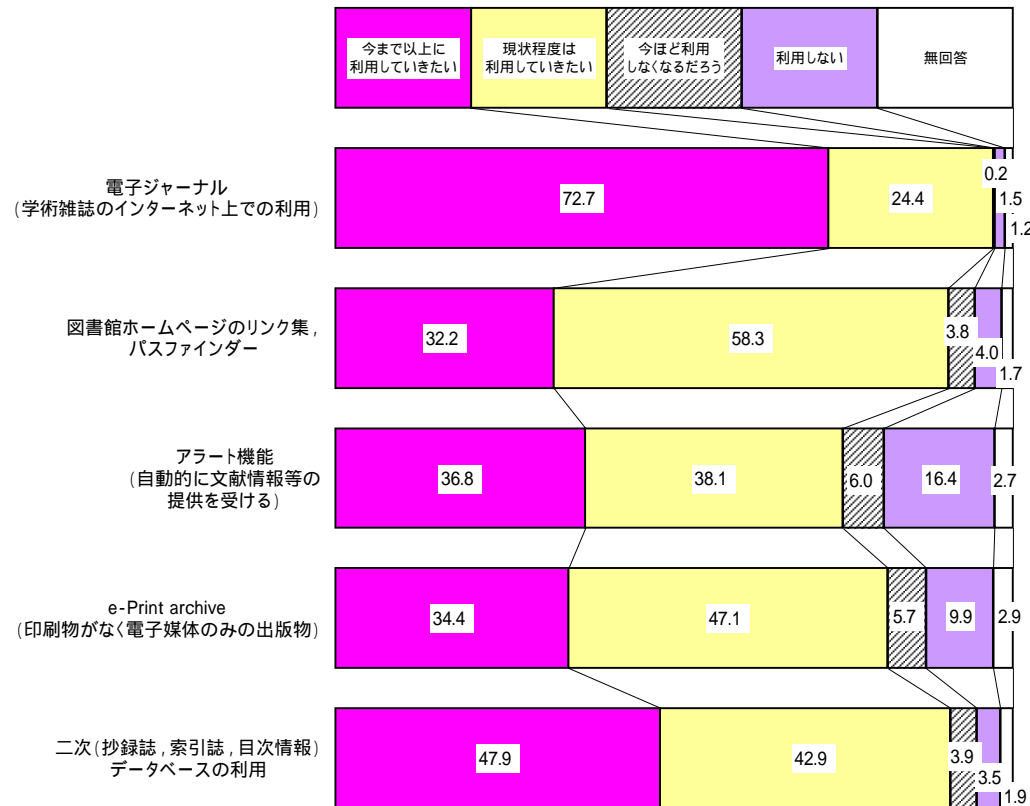 今まで以上に
利用していきたい
現状程度は
利用していきたい
今ほど利用
しなくなるだろう
利用しない
無回答
電子ジャーナル
(学術雑誌のインターネット上での利用)
72.7
24.4
0.2
1.5
1.2
図書館ホームページのリンク集,
パスファインダー
32.2
58.3
3.8
4.0
1.7
アラート機能
(自動的に文献情報等の
提供を受ける)
36.8
38.1
6.0
16.4
2.7
e-Print archive
(印刷物がなく電子媒体のみの出版物)
34.4
47.1
5.7
9.9
2.9
二次(抄録誌,索引誌,目次情報)
データベースの利用
47.9
42.9
3.9
3.5
1.9